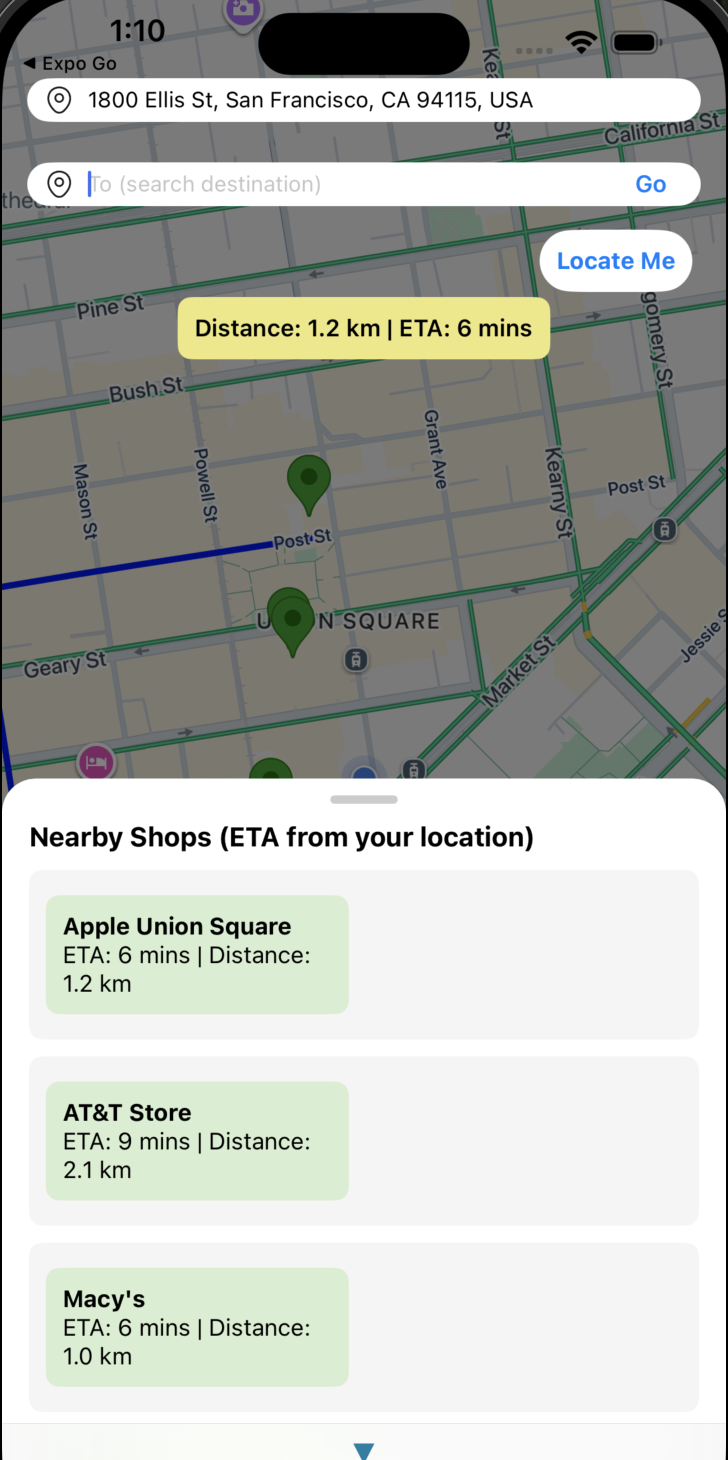 1:10
◀ Expo Go
1800 Ellis St, San Francisco, CA 94115, USA
California St
To (search destination)
Go
Locate Me
Pine St
Distance: 1.2 km | ETA: 6 mins
Bush St
Grant Ave
Mason St
Powell St
Kearny St
Post St
Post St
UNION SQUARE
Geary St
Market St
Jessie S
Nearby Shops (ETA from your location)
Apple Union Square
ETA: 6 mins | Distance:
1.2 km
AT&T Store
ETA: 9 mins | Distance:
2.1 km
Macy's
ETA: 6 mins | Distance:
1.0 km